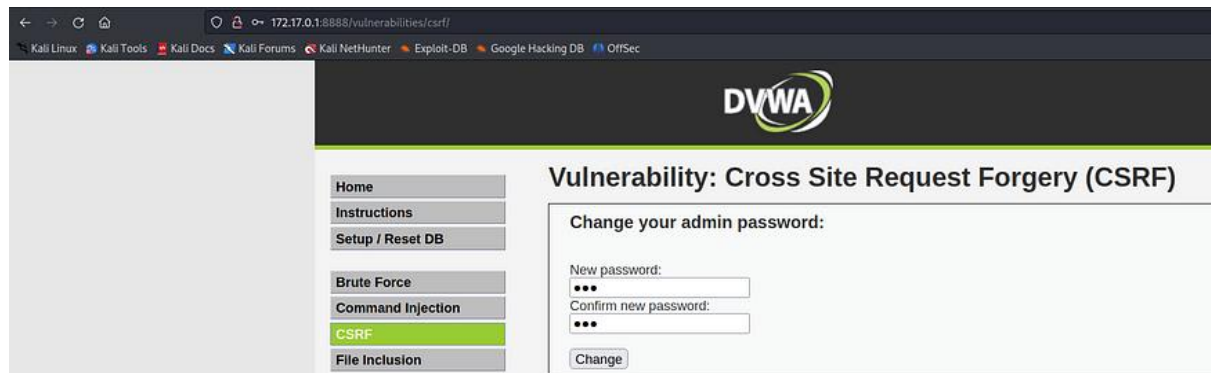 172.17.0.1:8888/vulnerabilities/csrf/
Kali Linux Kali Tools Kali Docs Kali Forums Kali NetHunter Exploit-DB Google Hacking DB OffSec
DVWA
Vulnerability: Cross Site Request Forgery (CSRF)
Home
Instructions
Setup / Reset DB
Brute Force
Command Injection
CSRF
File Inclusion
Change your admin password:
New password:
●●●
Confirm new password:
●●●
Change